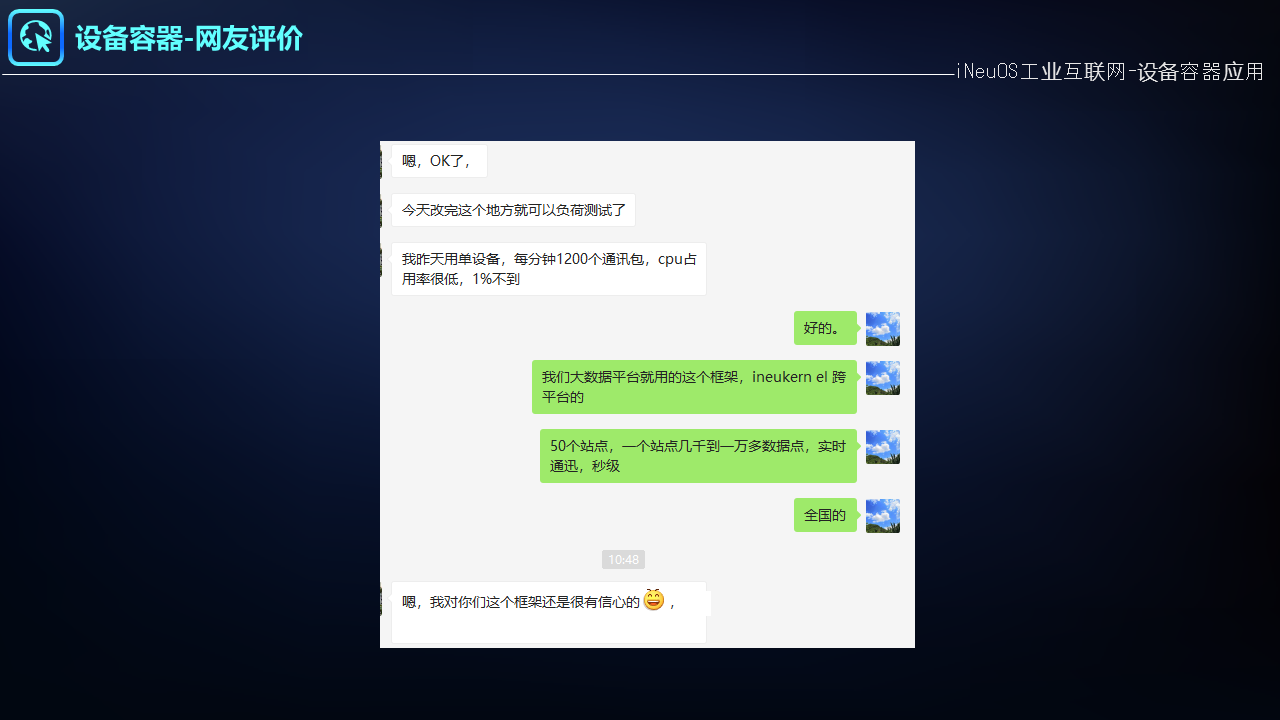 设备容器-网友评价
iNeuOS工业互联网-设备容器应用
嗯，OK了，
今天改完这个地方就可以负荷测试了
我昨天用单设备，每分钟1200个通讯包，cpu占
用率很低，1%不到
好的。
我们大数据平台就用的这个框架，ineukern el 跨
平台的
50个站点，一个站点几千到一万多数据点，实时
通迅，秒级
全国的
10:48
嗯，我对你们这个框架还是很有信心的😄，